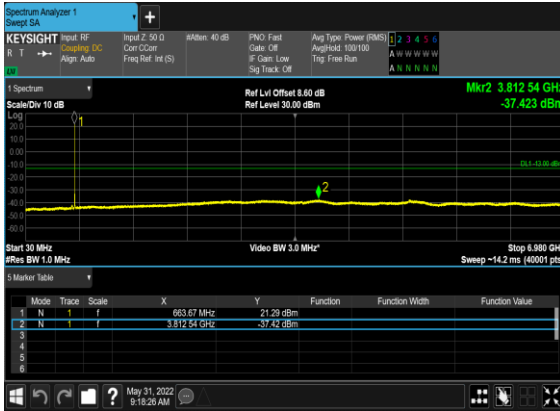 Spectrum Analyzer 1
Swept SA
+
KEYSIGHT Input: RF Input Z: 50 Ω #Atten: 40 dB PNO: Fast Avg Type: Power (RMS) 1 2 3 4 5 6
R T Coupling: DC Corr CCorr Gate: Off Avg|Hold: 100/100 A W W W W W
Align: Auto Freq Ref: Int (S) IF Gain: Low Trig: Free Run
Sig Track: Off A N N N N N
1 Spectrum
Scale/Div 10 dB
Ref Lvl Offset 8.60 dB
Ref Level 30.00 dBm
Mkr2 3.812 54 GHz
-37.423 dBm
Log
20.0
10.0
0.00
-10.0
-20.0
-30.0
-40.0
-50.0
-60.0
1
DL1 -13.00 dBm
2
Start 30 MHz Video BW 3.0 MHz* Stop 6.980 GHz
#Res BW 1.0 MHz Sweep ~14.2 ms (40001 pts)
5 Marker Table
Mode Trace Scale X Y Function Function Width Function Value
1 N 1 f 663.67 MHz 21.29 dBm
2 N 1 f 3.812 54 GHz -37.42 dBm
3
4
5
6
?
May 31, 2022
9:18:26 AM